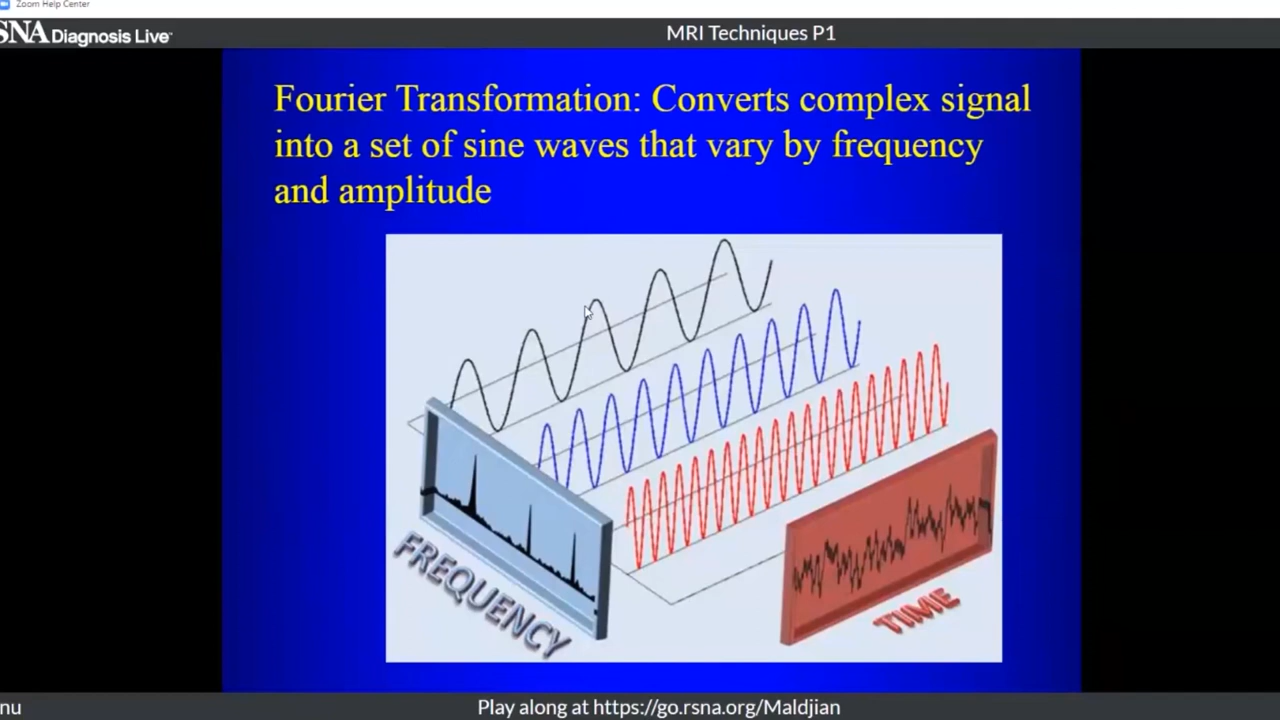 Zoom Help Center
SNA Diagnosis Live™
MRI Techniques P1
Fourier Transformation: Converts complex signal
into a set of sine waves that vary by frequency
and amplitude
FREQUENCY
TIME
nu
Play along at https://go.rsna.org/Maldjian